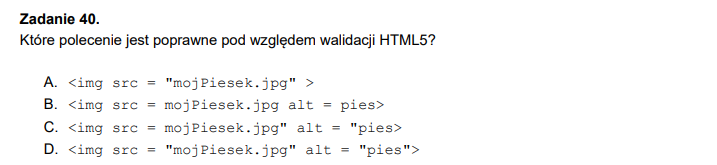 Zadanie 40.
Które polecenie jest poprawne pod względem walidacji HTML5?
A. <img src = "mojPiesek.jpg" >
B. <img src = mojPiesek.jpg alt = pies>
C. <img src = mojPiesek.jpg" alt = "pies>
D. <img src = "mojPiesek.jpg" alt = "pies">